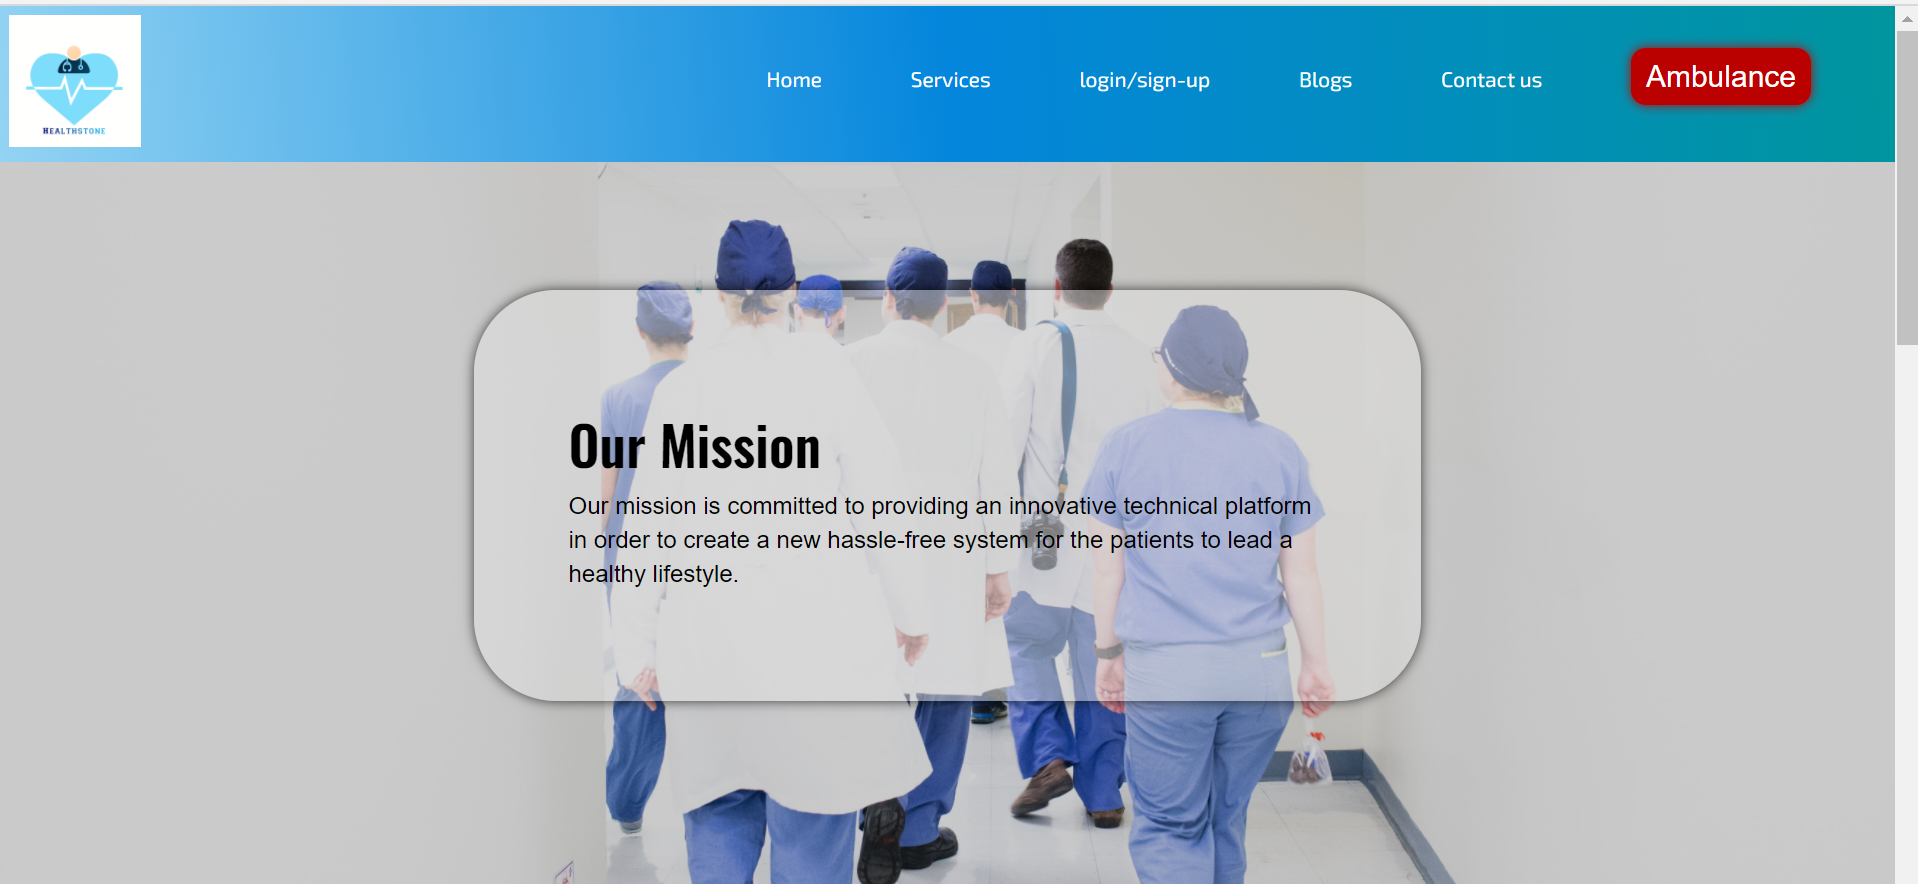 HEALTHSTONE
Home
Services
login/sign-up
Blogs
Contact us
Ambulance
Our Mission
Our mission is committed to providing an innovative technical platform
in order to create a new hassle-free system for the patients to lead a
healthy lifestyle.